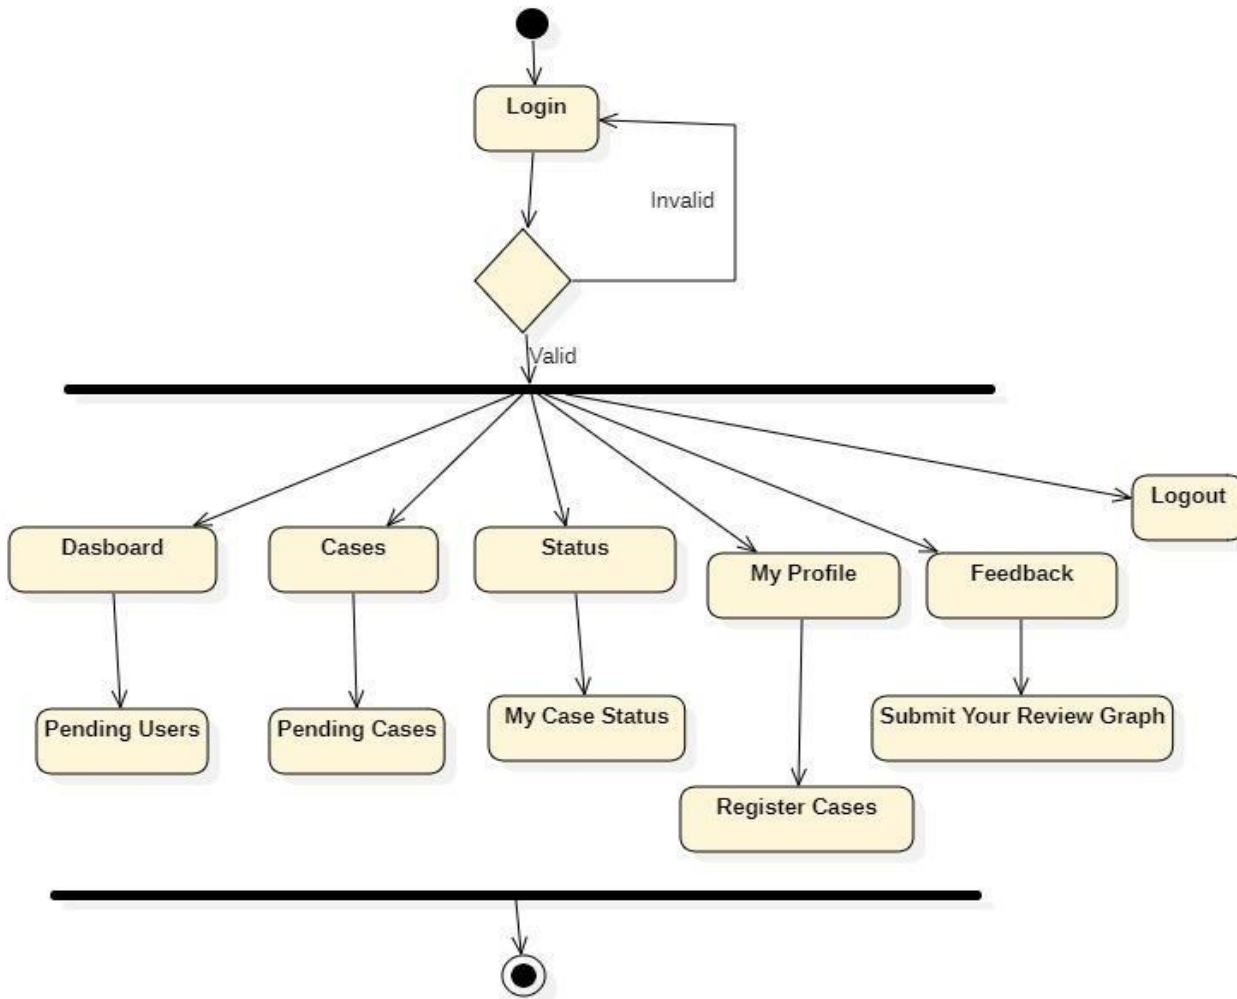 Login
Invalid
Valid
Logout
Dasboard
Cases
Status
My Profile
Feedback
Pending Users
Pending Cases
My Case Status
Submit Your Review Graph
Register Cases